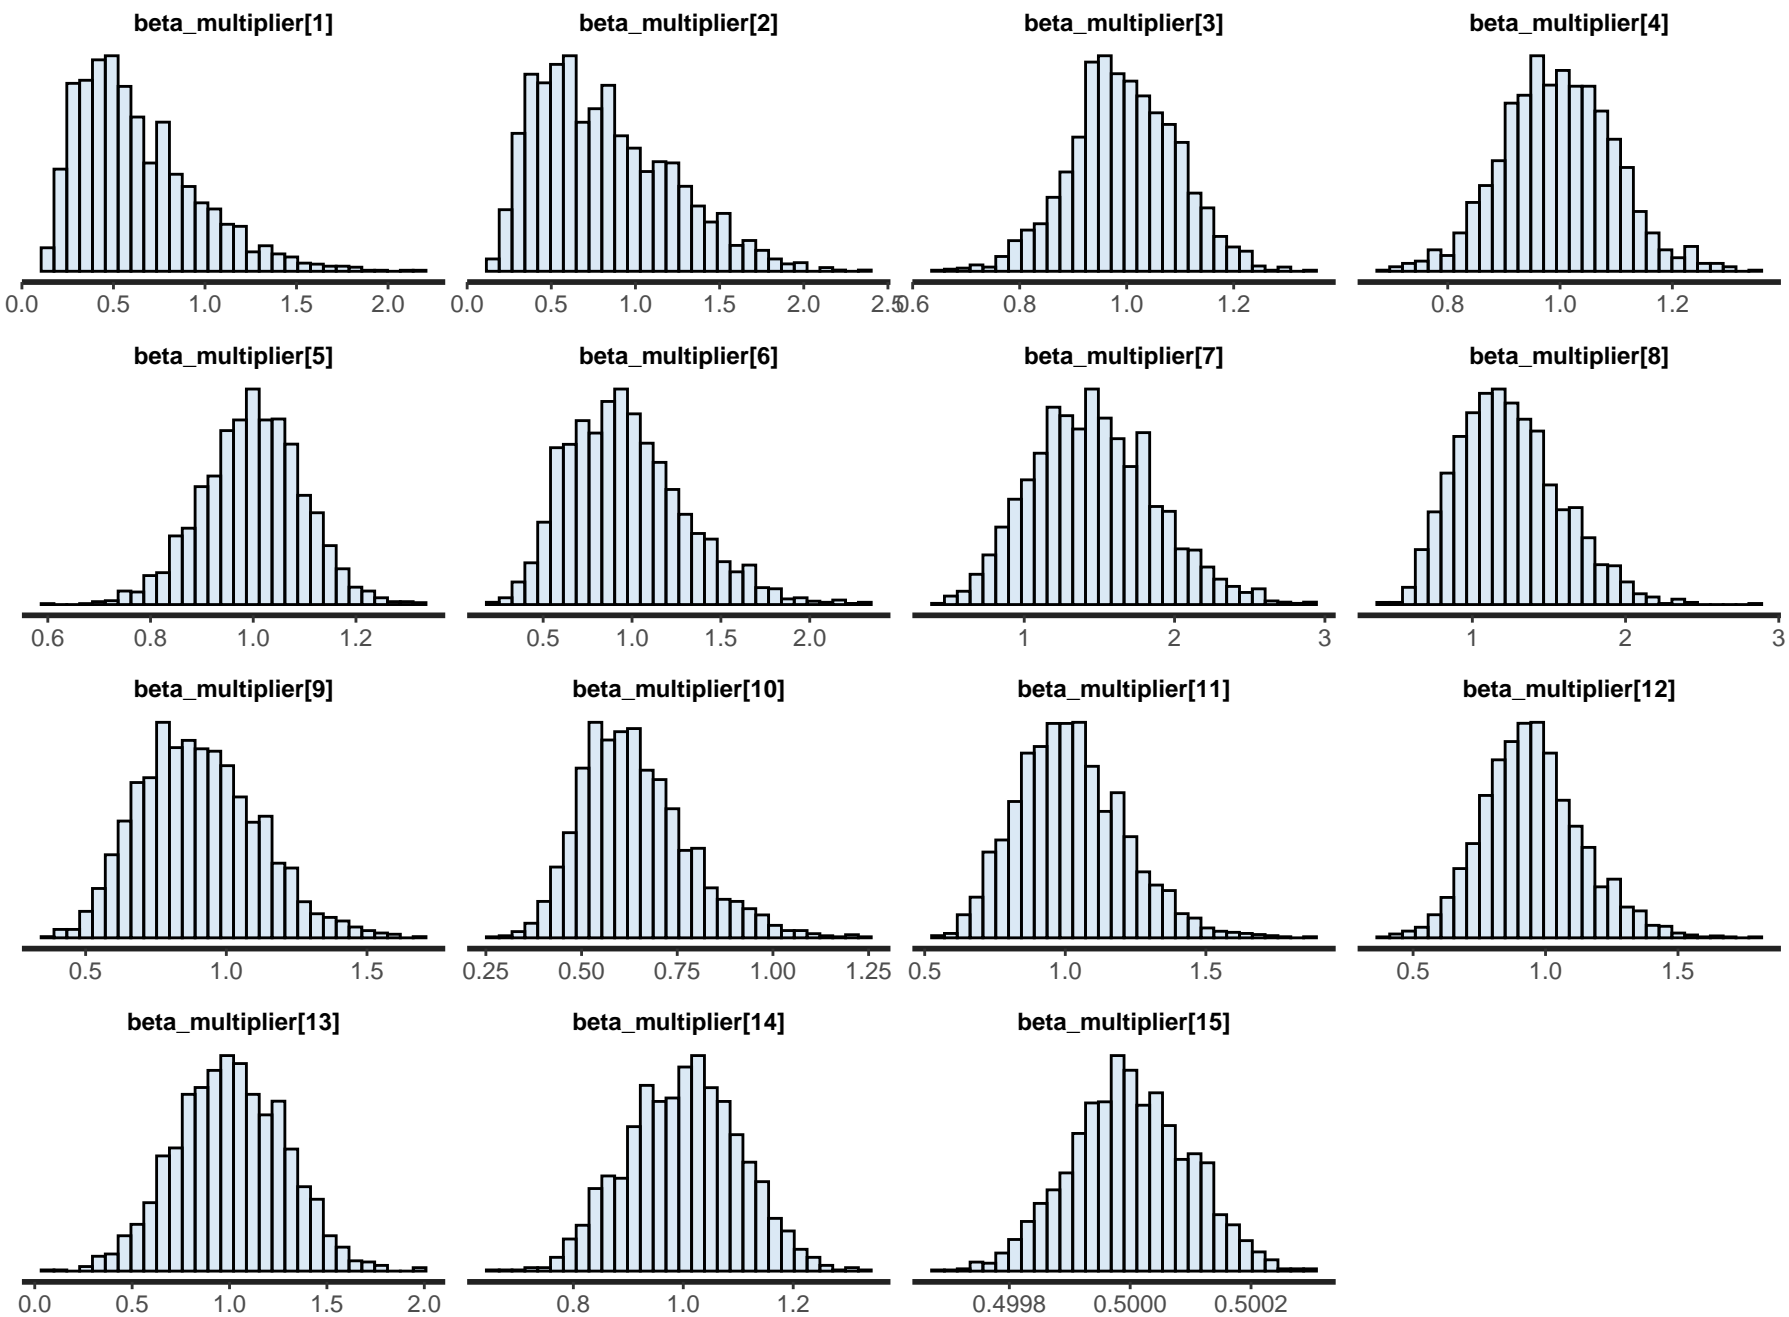 beta_multiplier[1] beta_multiplier[2] beta_multiplier[3] beta_multiplier[4]
0.0 0.5 1.0 1.5 2.0 0.0 0.5 1.0 1.5 2.0 2.5 0.6 0.8 1.0 1.2 0.8 1.0 1.2
beta_multiplier[5] beta_multiplier[6] beta_multiplier[7] beta_multiplier[8]
0.6 0.8 1.0 1.2 0.5 1.0 1.5 2.0 1 2 3 1 2 3
beta_multiplier[9] beta_multiplier[10] beta_multiplier[11] beta_multiplier[12]
0.5 1.0 1.5 0.25 0.50 0.75 1.00 1.25 0.5 1.0 1.5 0.5 1.0 1.5
beta_multiplier[13] beta_multiplier[14] beta_multiplier[15]
0.0 0.5 1.0 1.5 2.0 0.8 1.0 1.2 0.4998 0.5000 0.5002